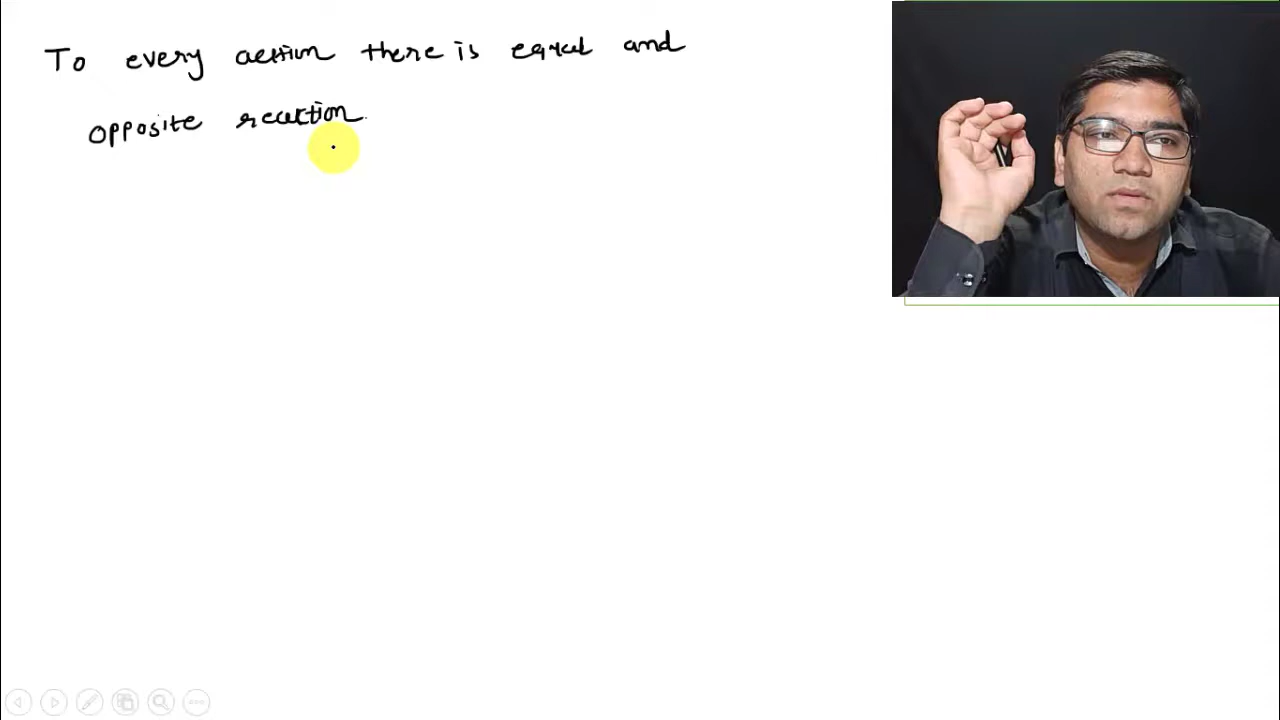 To every action there is equal and
opposite reaction.